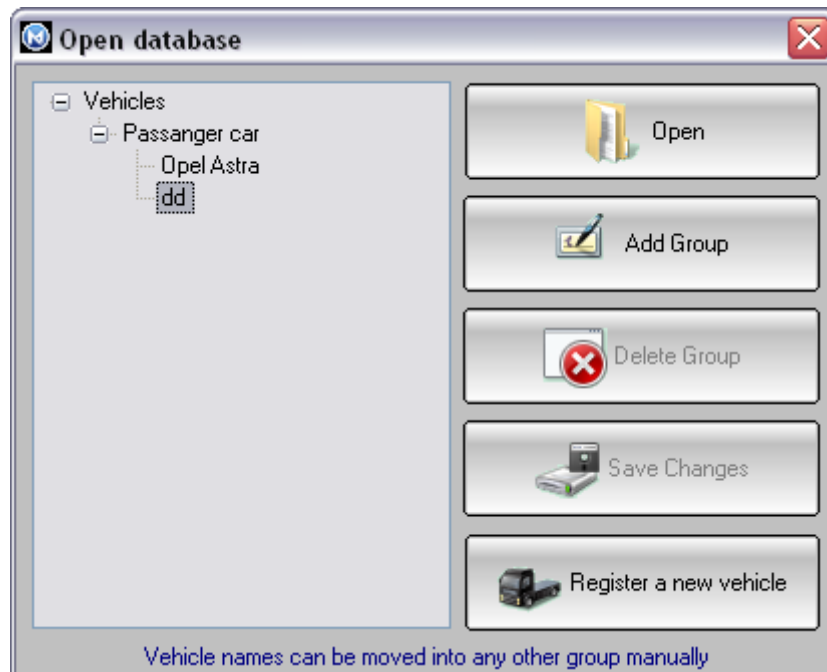 Open database
Vehicles
Passanger car
Opel Astra
dd
Open
Add Group
Delete Group
Save Changes
Register a new vehicle
Vehicle names can be moved into any other group manually